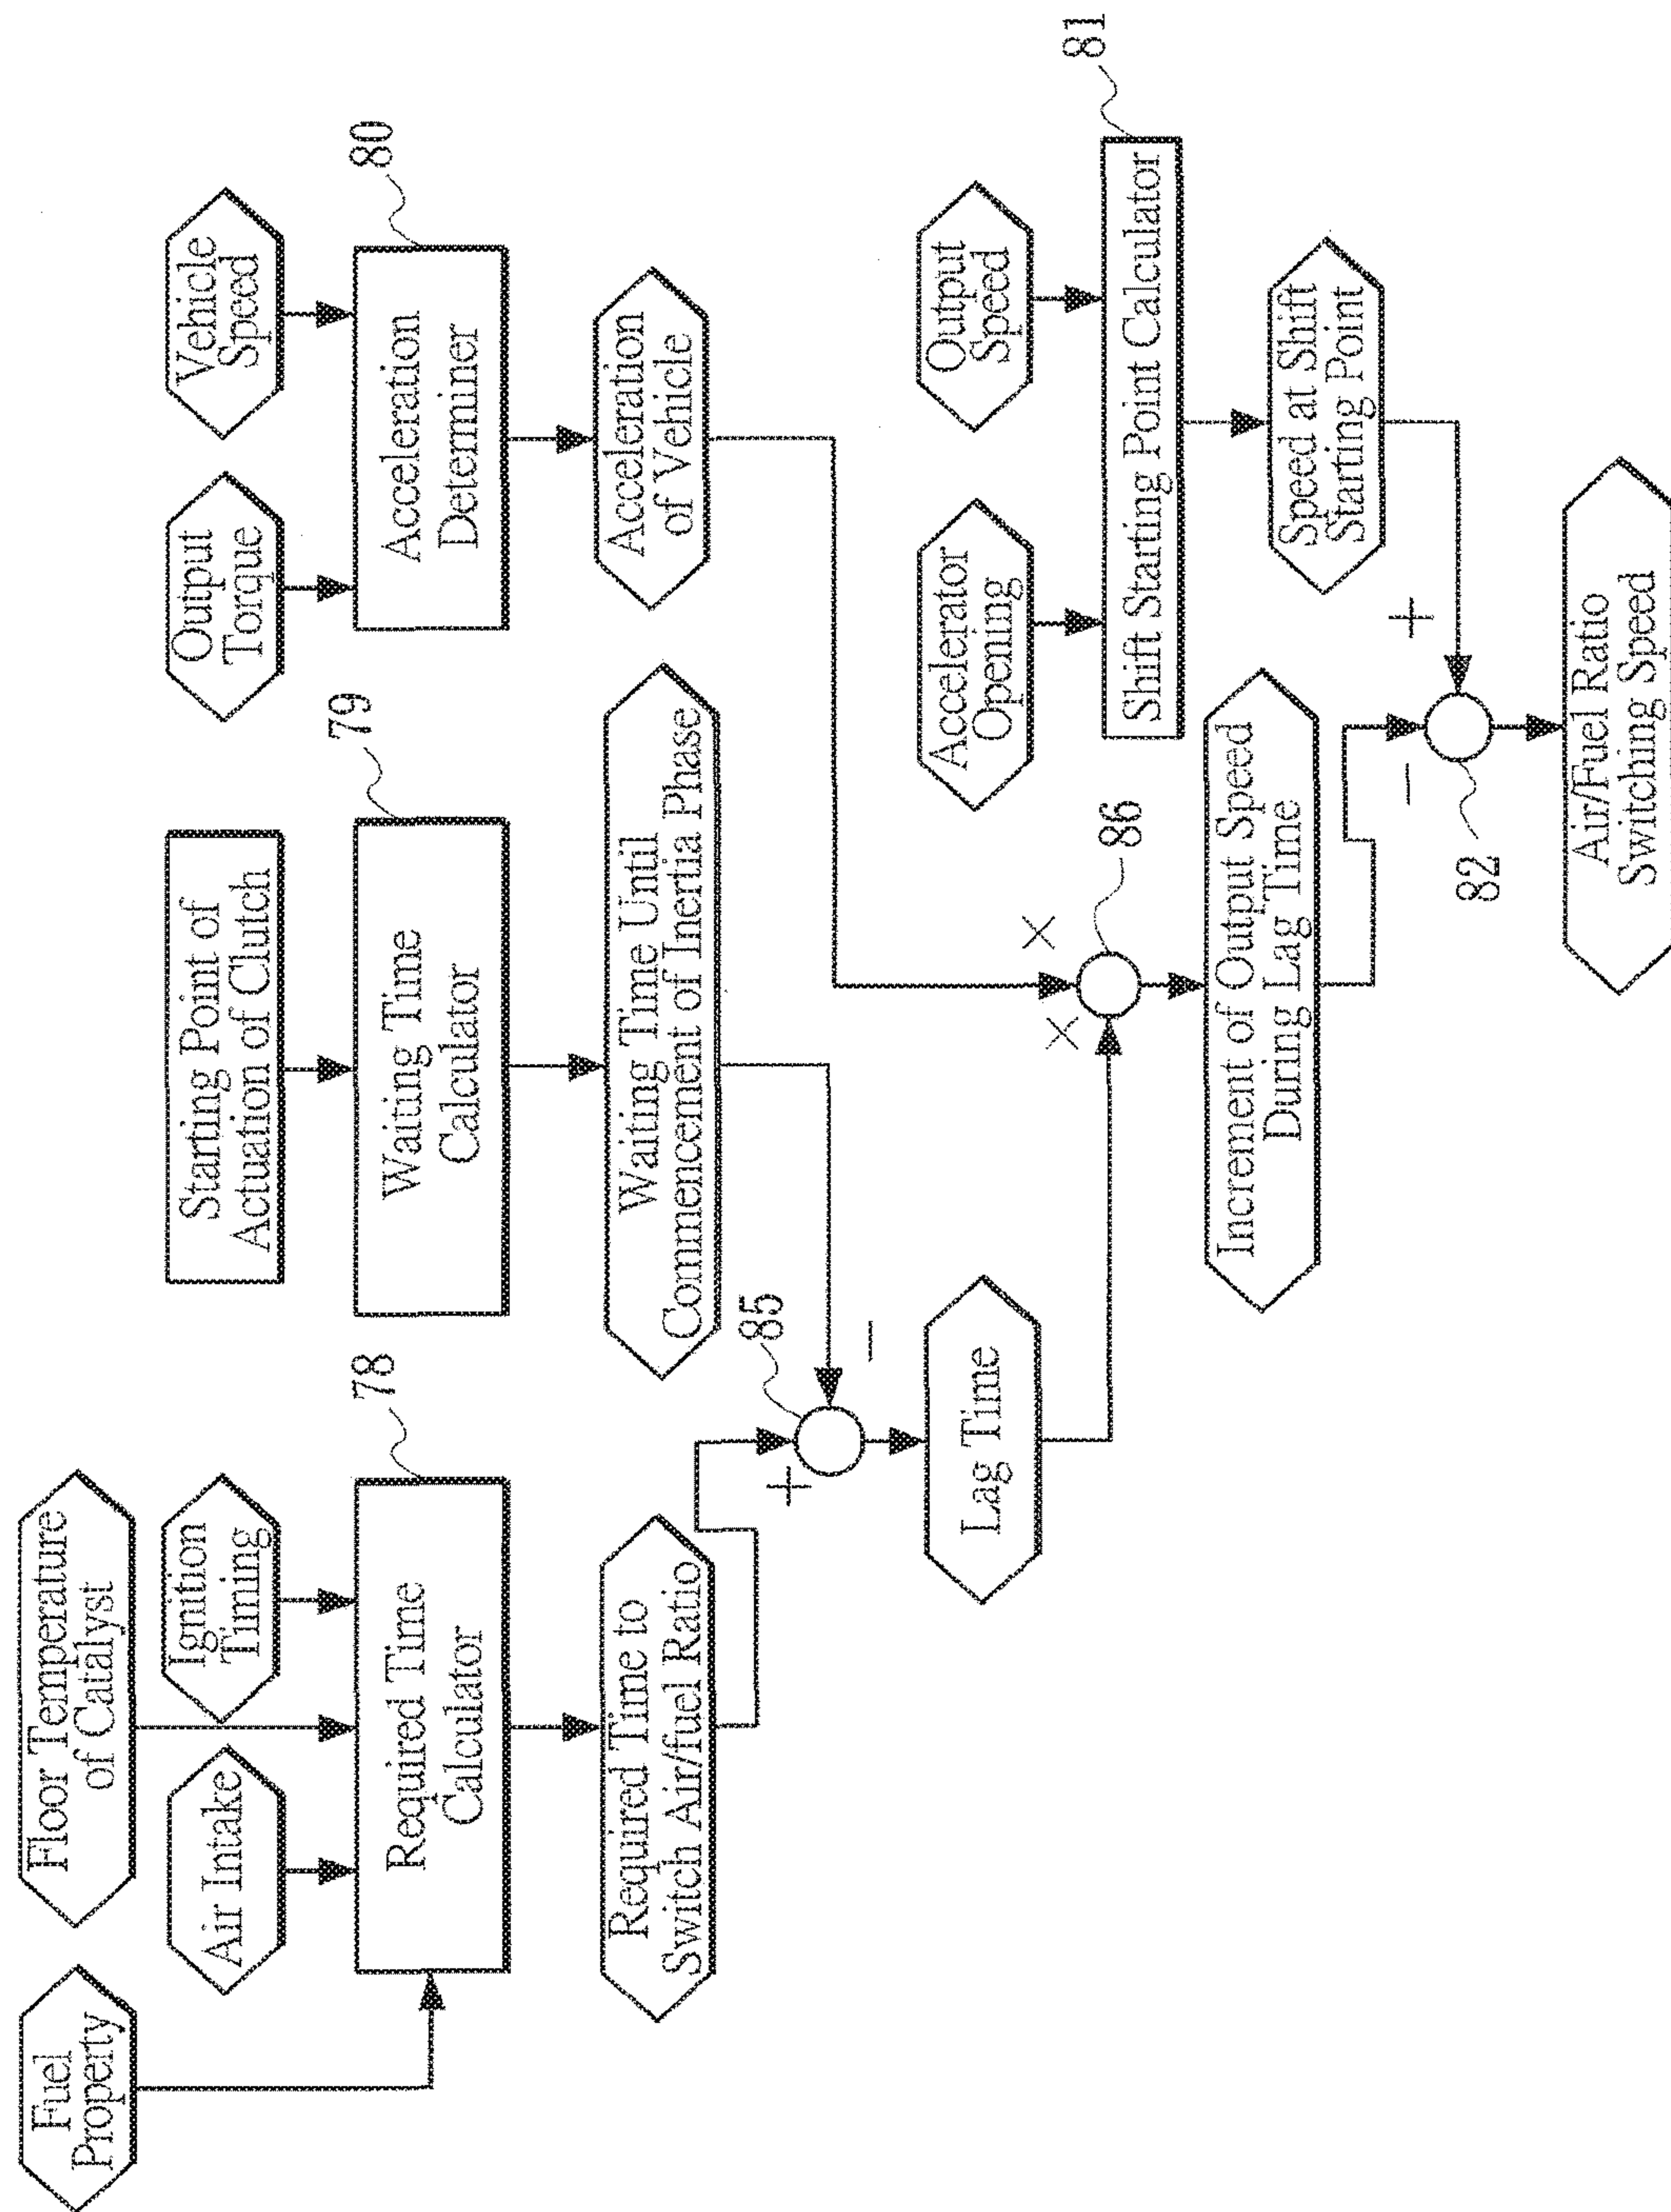 Fuel
Property
Floor Temperature
of Catalyst
Air Intake
Ignition
Timing
Required Time
Calculator
78
Required Time to
Switch Air/fuel Ratio
Starting Point of
Actuation of Clutch
Waiting Time
Calculator
79
Waiting Time Until
Commencement of Inertia Phase
Output
Torque
Vehicle
Speed
Acceleration
Determiner
80
Acceleration
of Vehicle
+
−
85
Lag Time
×
×
86
Increment of Output Speed
During Lag Time
Accelerator
Opening
Output
Speed
Shift Starting Point Calculator
81
Speed at Shift
Starting Point
−
+
82
Air/Fuel Ratio
Switching Speed